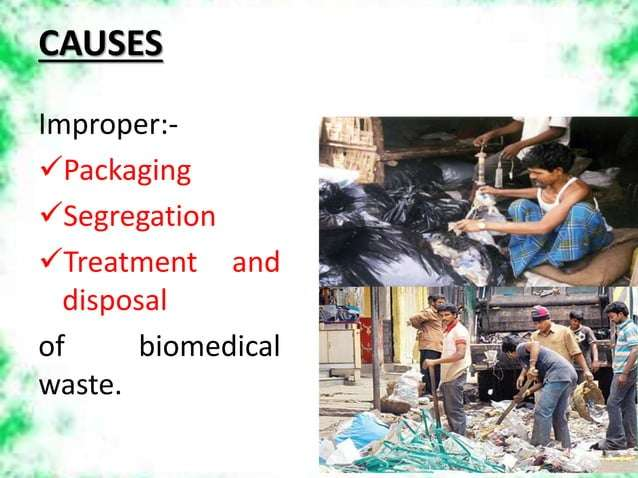 CAUSES
Improper:-
✓Packaging
✓Segregation
✓Treatment and
disposal
of biomedical
waste.